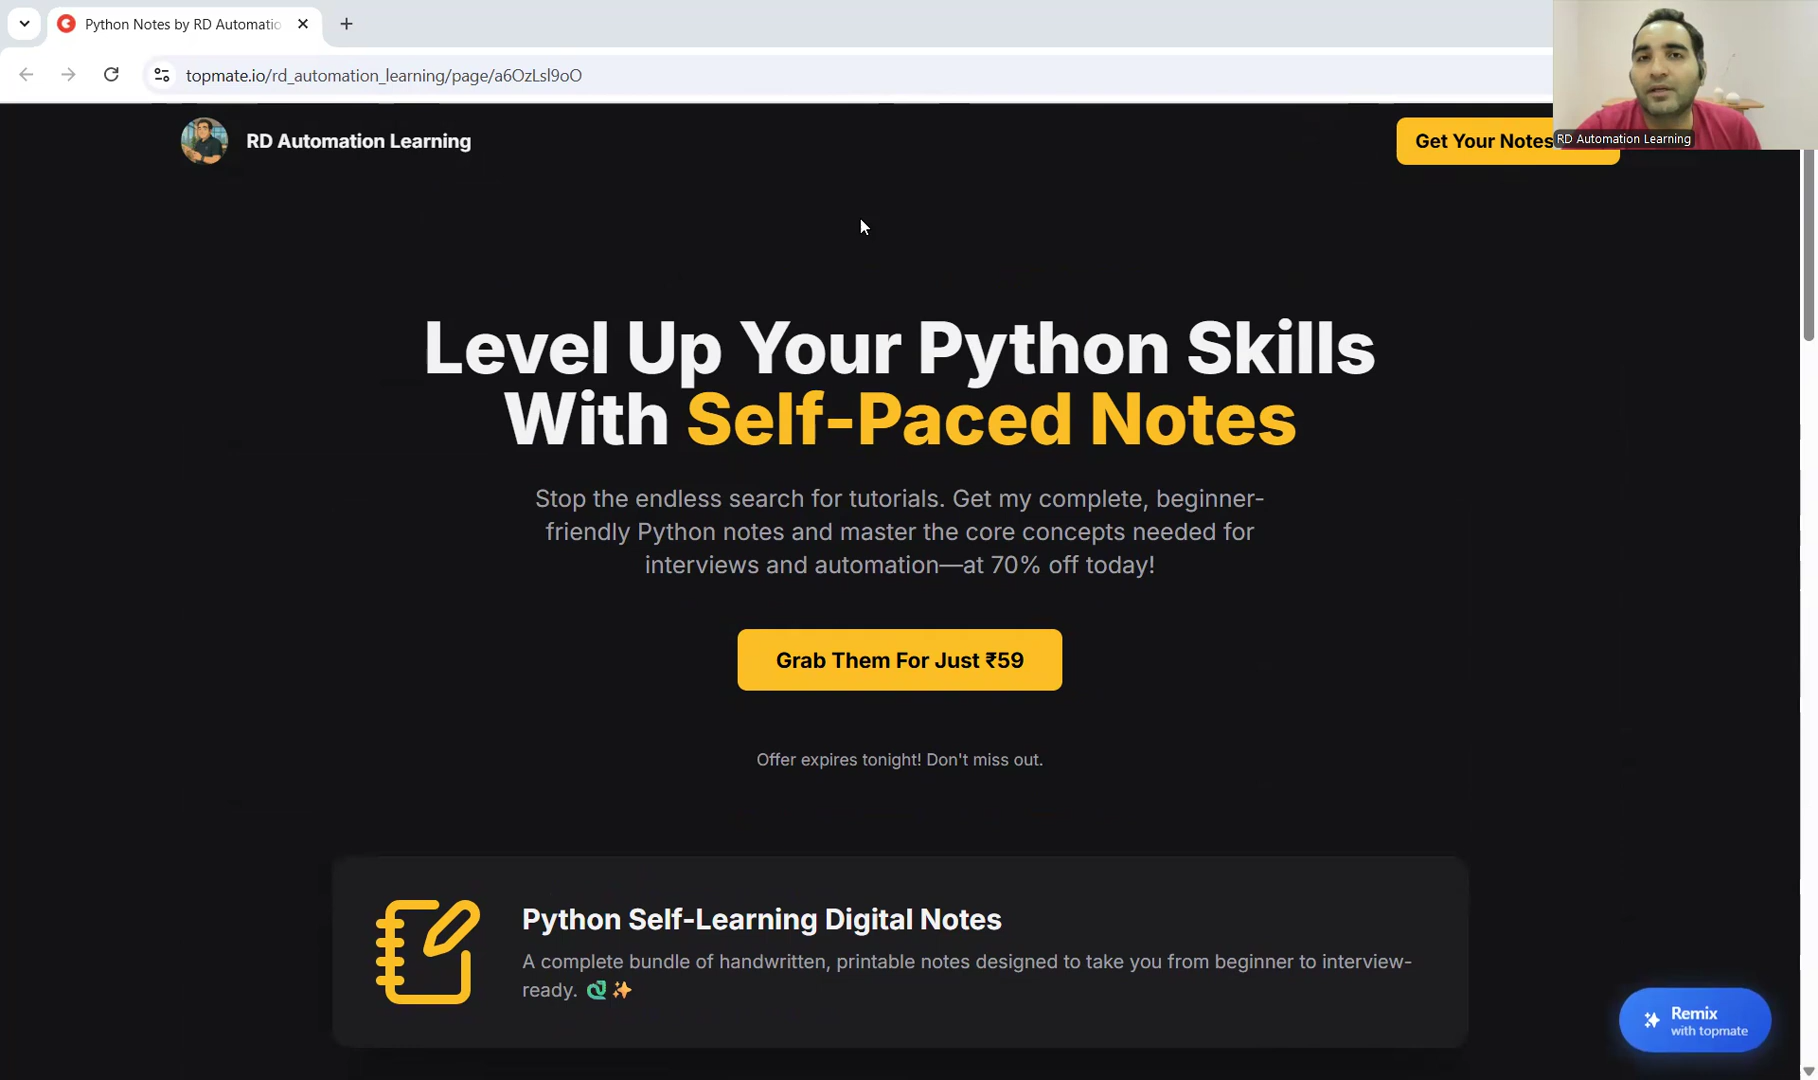 Python Notes by RD Automatio
topmate.io/rd_automation_learning/page/a6OzLsl9oO
RD Automation Learning
Get Your Notes
RD Automation Learning
Level Up Your Python Skills
With Self-Paced Notes
Stop the endless search for tutorials. Get my complete, beginner-
friendly Python notes and master the core concepts needed for
interviews and automation—at 70% off today!
Grab Them For Just ₹59
Offer expires tonight! Don't miss out.
Python Self-Learning Digital Notes
A complete bundle of handwritten, printable notes designed to take you from beginner to interview-
ready.
Remix
with topmate